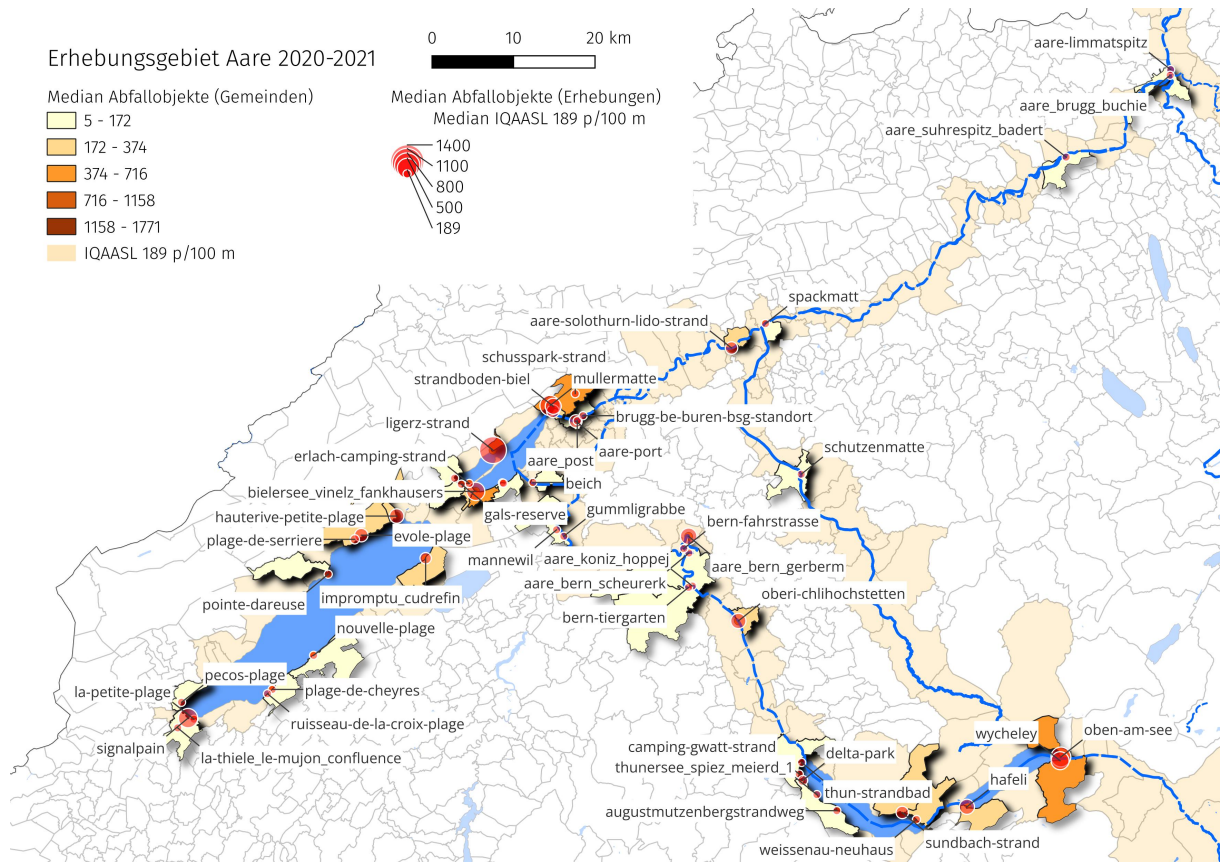 Erhebungsgebiet Aare 2020-2021
0 10 20 km
Median Abfallobjekte (Gemeinden)
5 - 172
172 - 374
374 - 716
716 - 1158
1158 - 1771
IQAASL 189 p/100 m
Median Abfallobjekte (Erhebungen)
Median IQAASL 189 p/100 m
1400
1100
800
500
189
aare-limmatspitz
aare_brugg_buchie
aare_suhrespitz_badert
spackmatt
aare-solothurn-lido-strand
schusspark-strand
strandboden-biel
mullermatte
brugg-be-buren-bsg-standort
ligerz-strand
aare-port
schutzenmatte
erlach-camping-strand
aare_post
beich
bielersee_vinelz_fankhausers
gals-reserve
gummligrabbe
hauterive-petite-plage
bern-fahrstrasse
plage-de-serriere
evole-plage
mannewil
aare_koniz_hoppej
aare_bern_gerberm
aare_bern_scheurerk
oberi-chlihochstetten
pointe-dareuse
impromptu_cudrefin
bern-tiergarten
nouvelle-plage
pecos-plage
la-petite-plage
plage-de-cheyres
ruisseau-de-la-croix-plage
signalpain
la-thiele_le-mujon_confluence
wycheley
oben-am-see
camping-gwatt-strand
delta-park
thunersee_spiez_meierd_1
hafeli
thun-strandbad
augustmutzenbergstrandweg
sundbach-strand
weissenau-neuhaus